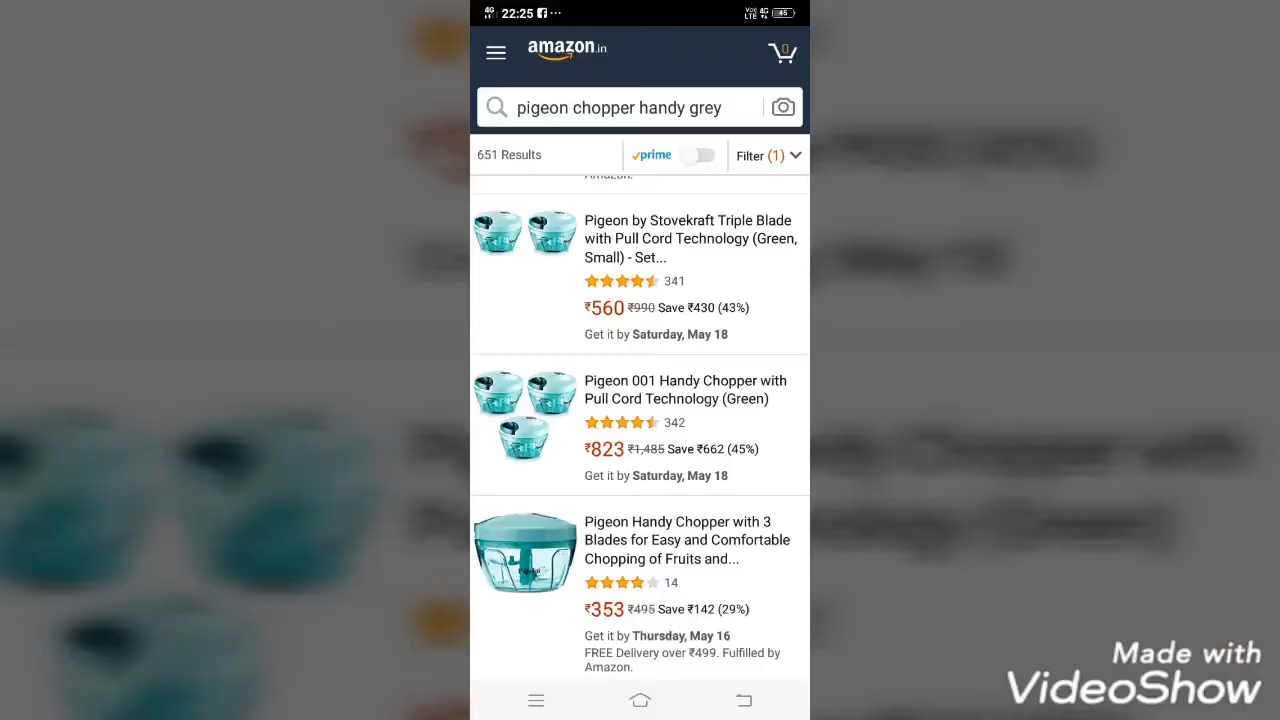 4G 22:25 ...
VoD 4G LTE 45
amazon.in
0
pigeon chopper handy grey
651 Results
prime
Filter (1)
Amazon.
Pigeon by Stovekraft Triple Blade
with Pull Cord Technology (Green,
Small) - Set...
341
₹560 ₹990 Save ₹430 (43%)
Get it by Saturday, May 18
Pigeon 001 Handy Chopper with
Pull Cord Technology (Green)
342
₹823 ₹1,485 Save ₹662 (45%)
Get it by Saturday, May 18
Pigeon Handy Chopper with 3
Blades for Easy and Comfortable
Chopping of Fruits and...
14
₹353 ₹495 Save ₹142 (29%)
Get it by Thursday, May 16
FREE Delivery over ₹499. Fulfilled by
Amazon.
Made with
VideoShow